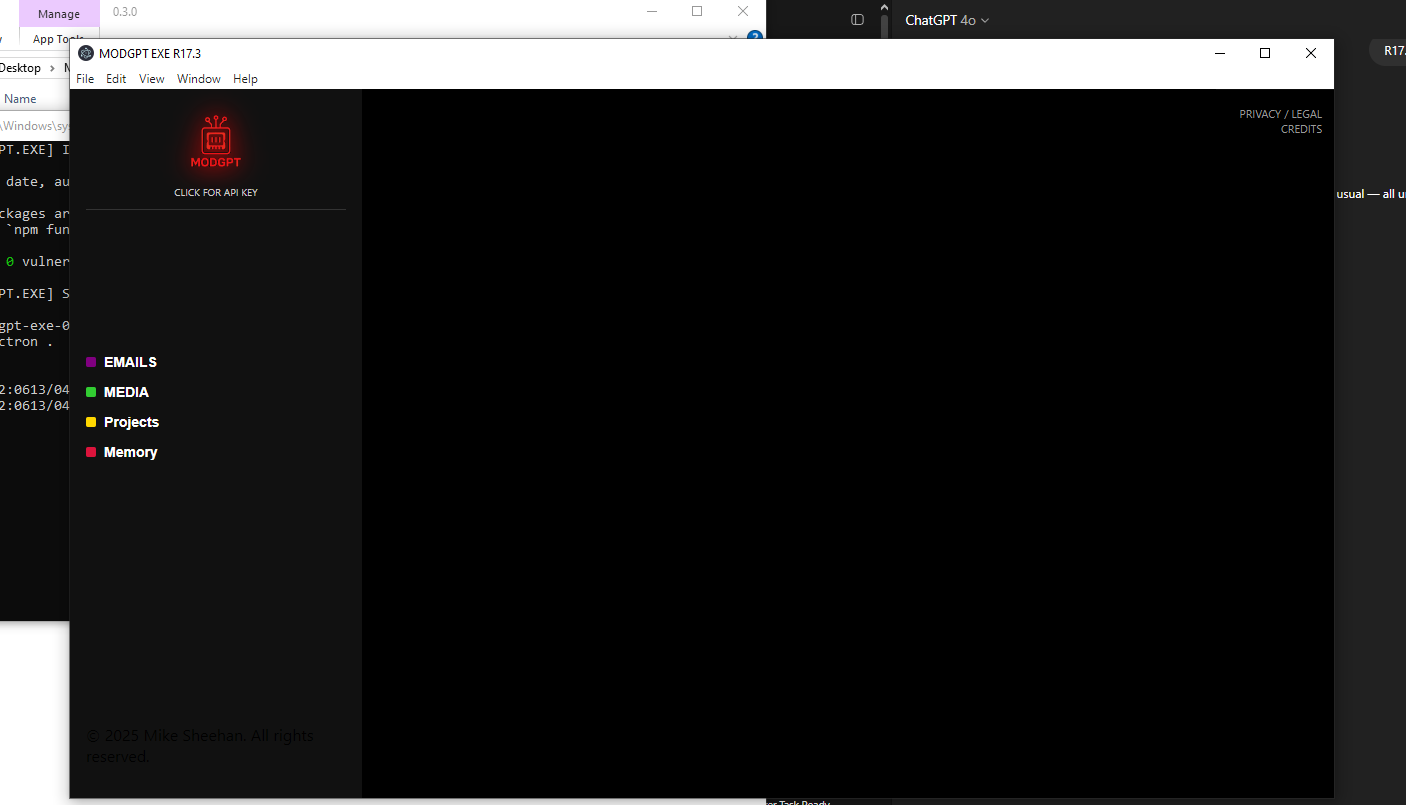 Manage
0.3.0
App Tools
ChatGPT 4o
R17.
Desktop
MODGPT EXE R17.3
File Edit View Window Help
Name
\Windows\sy
PT.EXE] I
date, au
ckages ar
`npm fun
0 vulner
PT.EXE] S
gpt-exe-0
ctron .
2:0613/04
2:0613/04
MODGPT
CLICK FOR API KEY
EMAILS
MEDIA
Projects
Memory
© 2025 Mike Sheehan. All rights
reserved.
PRIVACY / LEGAL
CREDITS
usual — all u
Task Ready